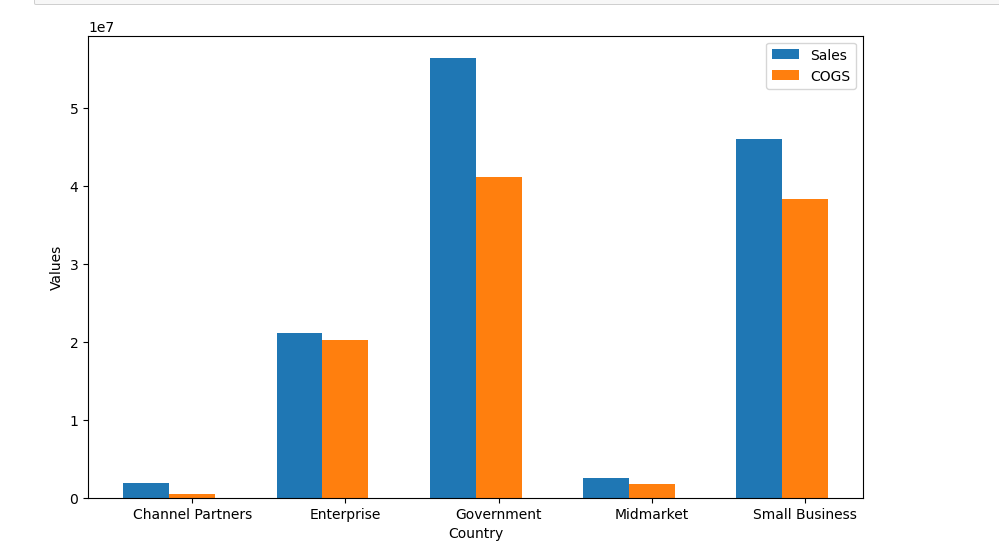 1e7
Sales
COGS
5
4
3
2
1
0
Values
Channel Partners
Enterprise
Government
Midmarket
Small Business
Country